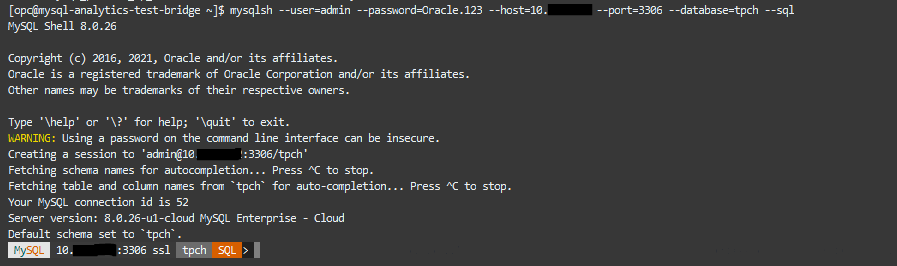 [opc@mysql-analytics-test-bridge ~]$ mysqlsh --user=admin --password=Oracle.123 --host=10. --port=3306 --database=tpch --sql
MySQL Shell 8.0.26
Copyright (c) 2016, 2021, Oracle and/or its affiliates.
Oracle is a registered trademark of Oracle Corporation and/or its affiliates.
Other names may be trademarks of their respective owners.
Type '\help' or '\?' for help; '\quit' to exit.
WARNING: Using a password on the command line interface can be insecure.
Creating a session to 'admin@10. :3306/tpch'
Fetching schema names for autocompletion... Press ^C to stop.
Fetching table and column names from `tpch` for auto-completion... Press ^C to stop.
Your MySQL connection id is 52
Server version: 8.0.26-u1-cloud MySQL Enterprise - Cloud
Default schema set to `tpch`.
MySQL 10. :3306 ssl tpch SQL >